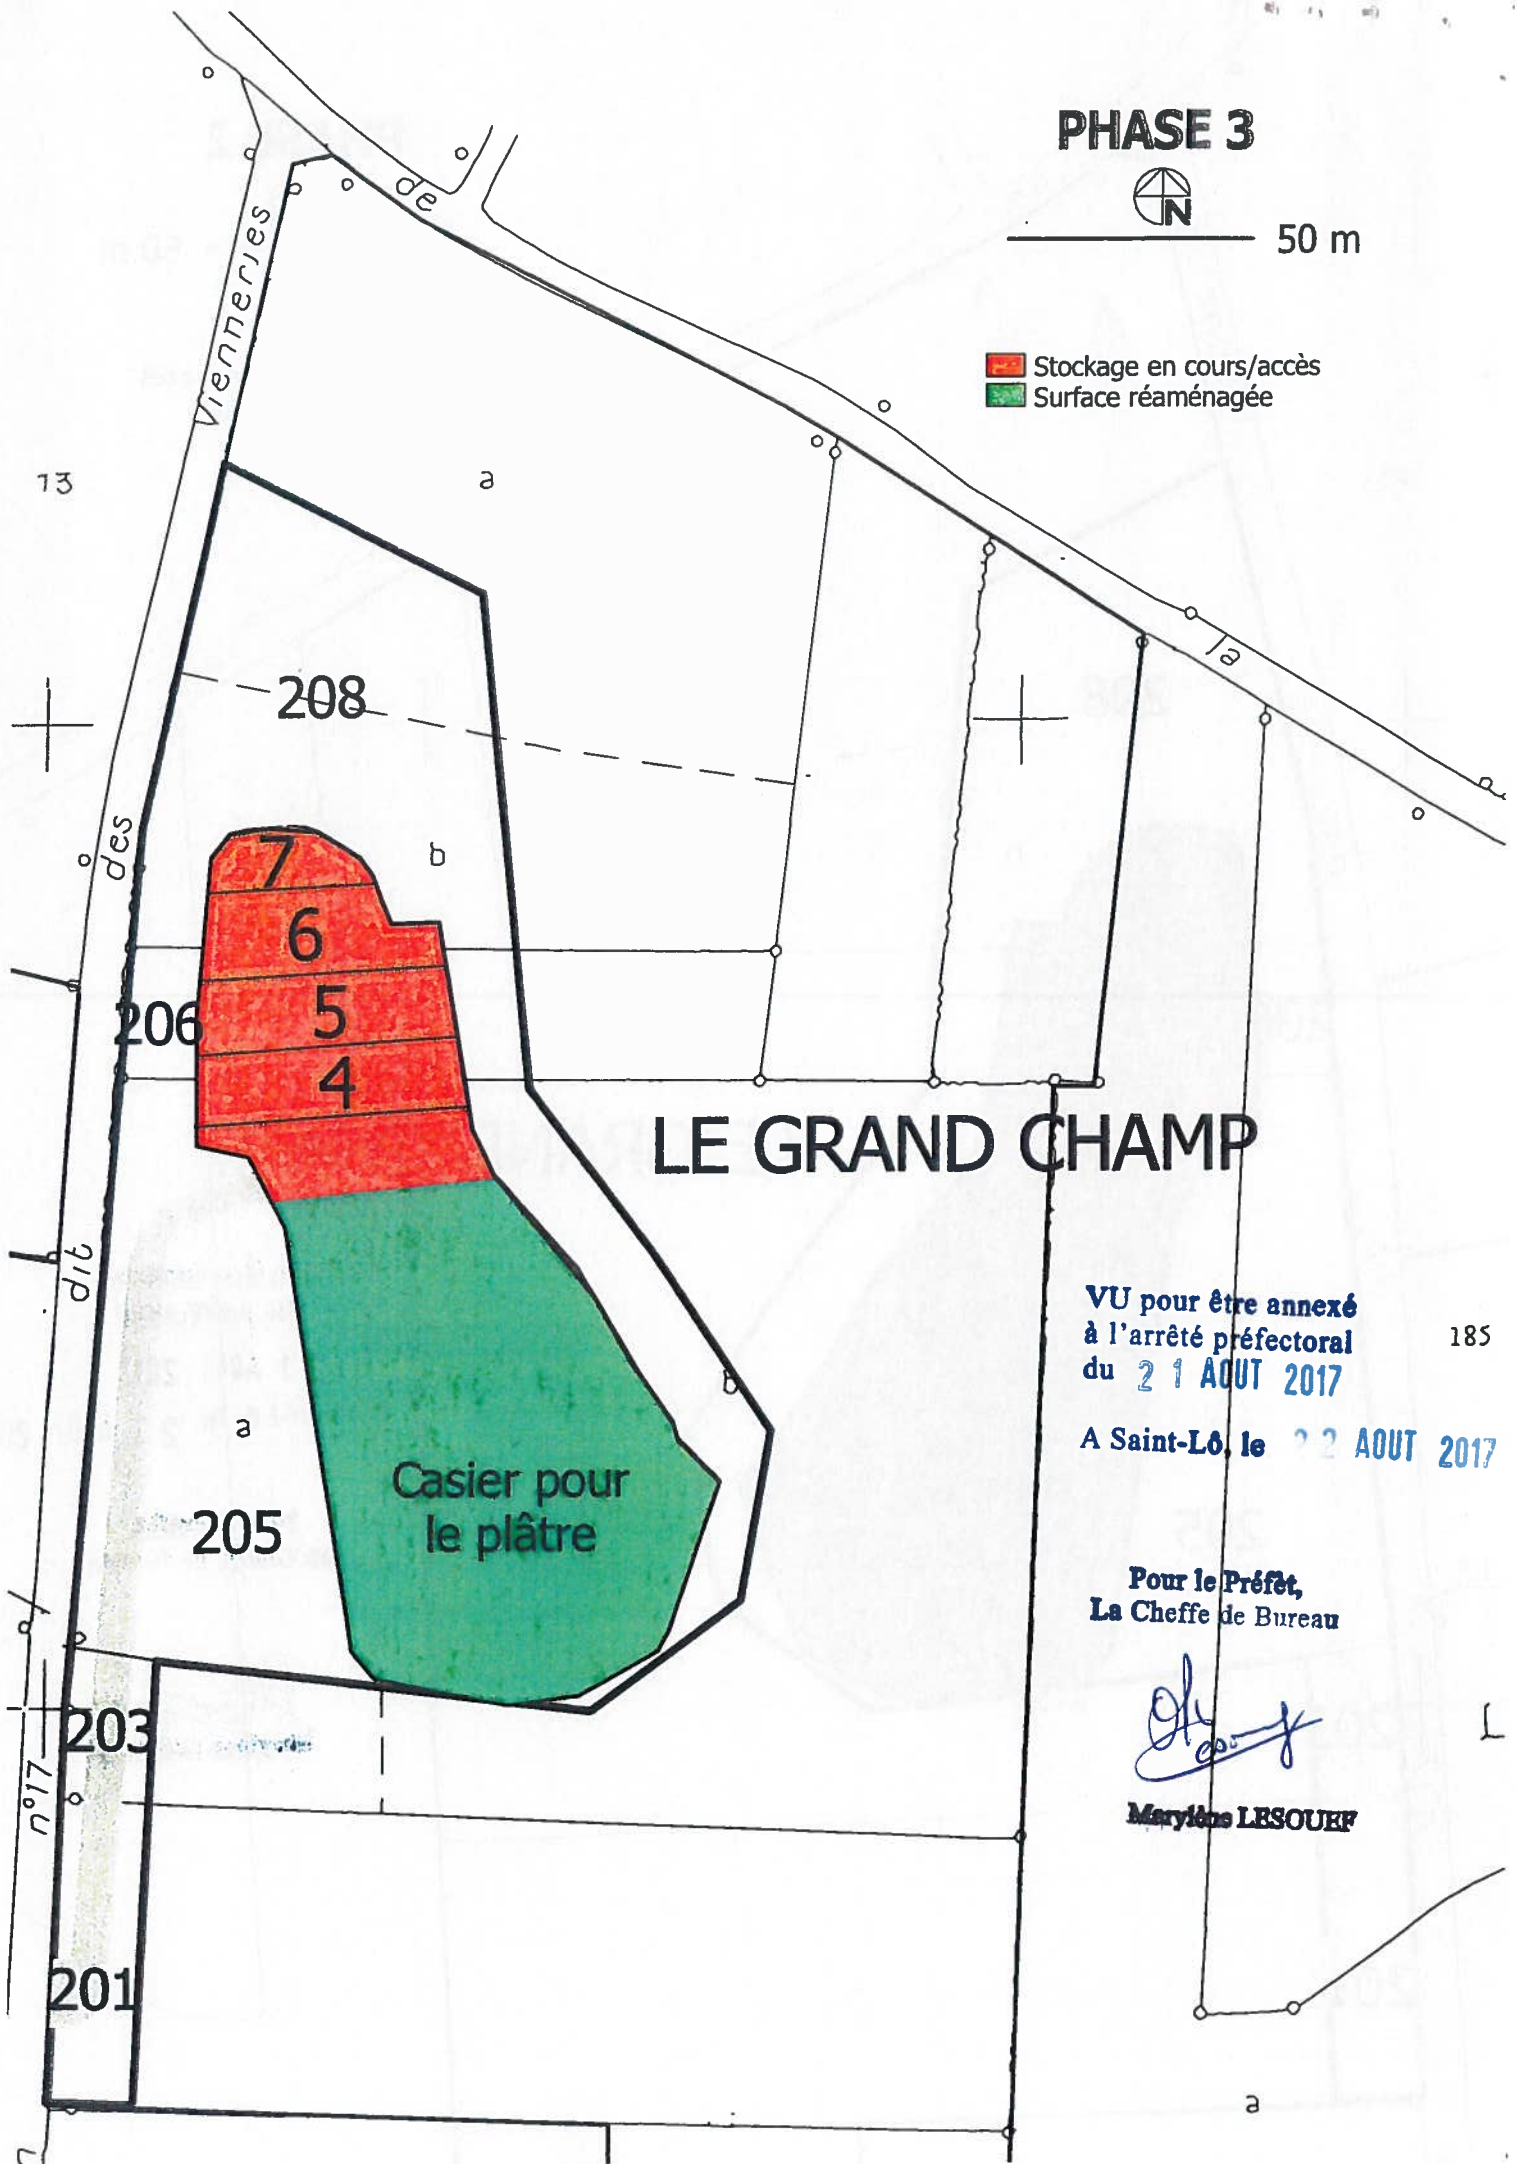 PHASE 3
N
50 m
Stockage en cours/accès
Surface réaménagée
de
Vienneries
13
a
208
la
des
7
b
6
206
5
4
LE GRAND CHAMP
dit
VU pour être annexé
à l'arrêté préfectoral
du 21 AOUT 2017
185
A Saint-Lô, le 22 AOUT 2017
b
a
Casier pour
le plâtre
205
Pour le Préfet,
La Cheffe de Bureau
203
L
n°17
Marylène LESOUEF
201
a